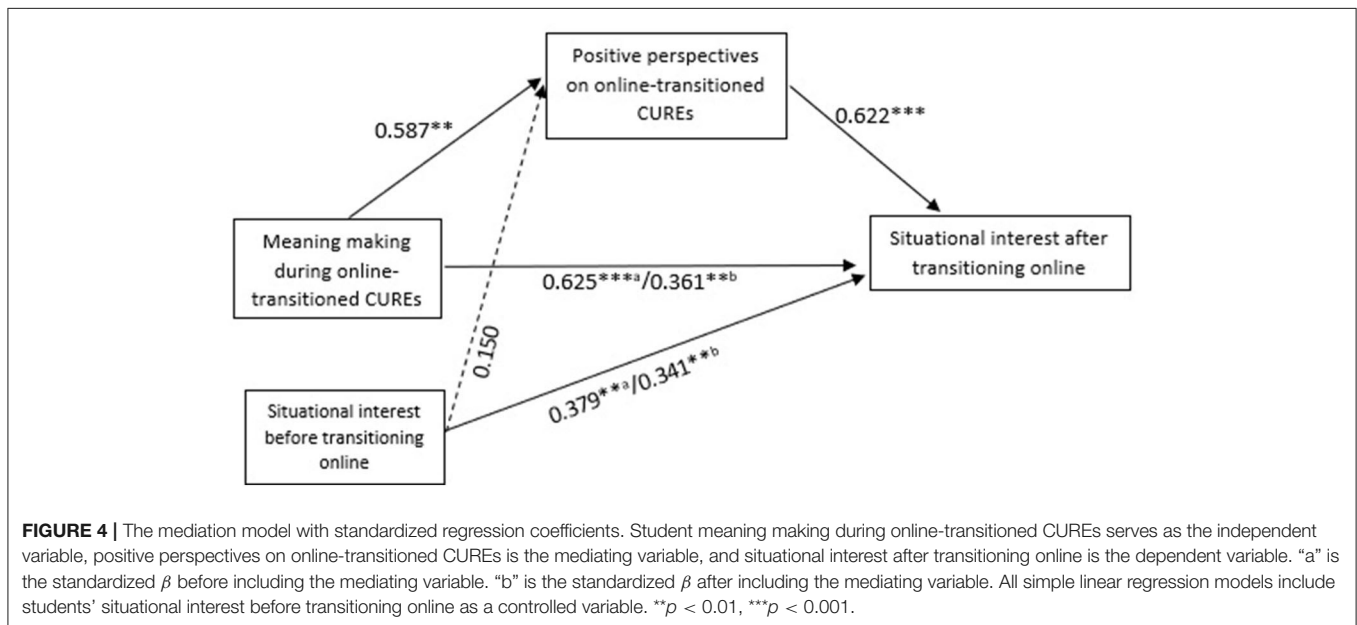 Positive perspectives
on online-transitioned
CUREs
0.587**
0.622***
Meaning making
during online-
transitioned CUREs
Situational interest after
transitioning online
0.625***ᵃ/0.361**ᵇ
0.150
0.379**ᵃ/0.341**ᵇ
Situational interest
before transitioning
online
FIGURE 4 | The mediation model with standardized regression coefficients. Student meaning making during online-transitioned CUREs serves as the independent
variable, positive perspectives on online-transitioned CUREs is the mediating variable, and situational interest after transitioning online is the dependent variable. “a” is
the standardized β before including the mediating variable. “b” is the standardized β after including the mediating variable. All simple linear regression models include
students’ situational interest before transitioning online as a controlled variable. **p < 0.01, ***p < 0.001.